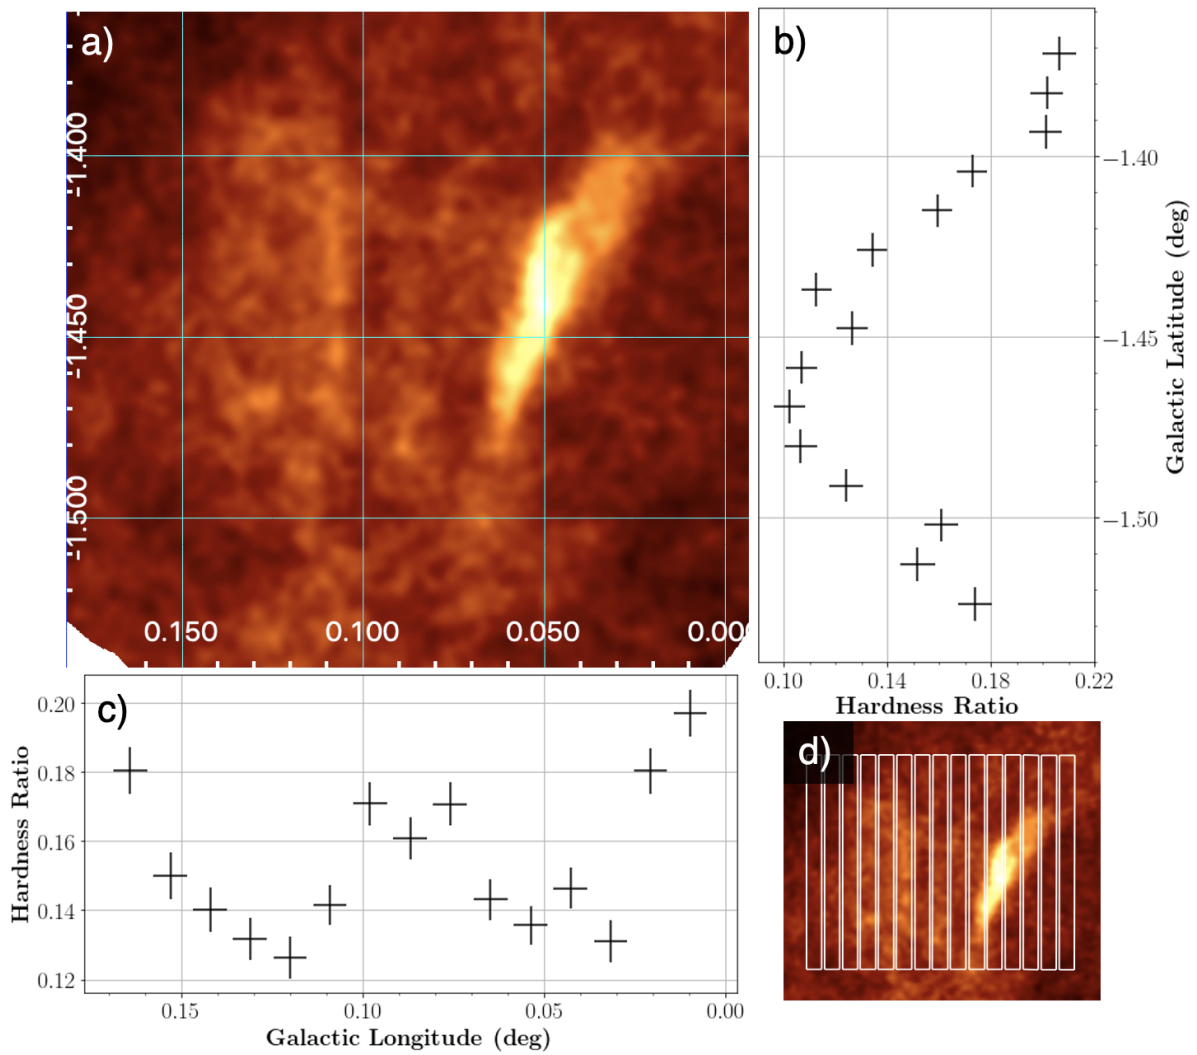 a)
-1.400
-1.450
-1.500
0.150 0.100 0.050 0.00
b)
−1.40
−1.45
−1.50
Galactic Latitude (deg)
0.10 0.14 0.18 0.22
Hardness Ratio
c)
0.20
0.18
0.16
0.14
0.12
Hardness Ratio
0.15 0.10 0.05 0.00
Galactic Longitude (deg)
d)